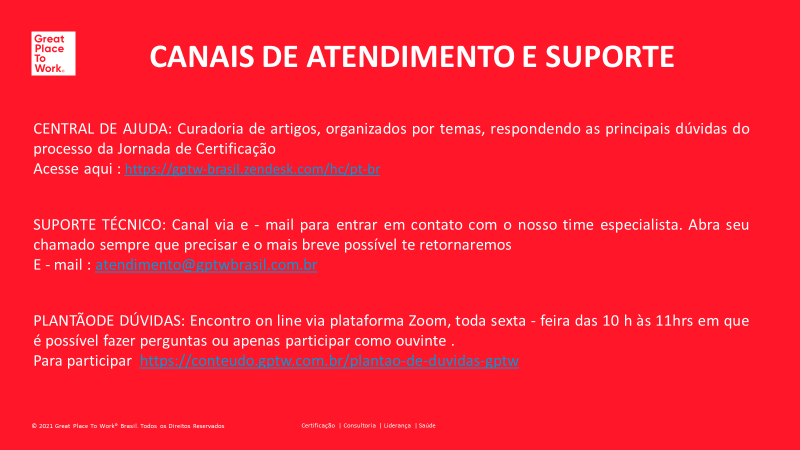 Great
Place
To
Work®
CANAIS DE ATENDIMENTO E SUPORTE
CENTRAL DE AJUDA: Curadoria de artigos, organizados por temas, respondendo as principais dúvidas do
processo da Jornada de Certificação
Acesse aqui : https://gptw-brasil.zendesk.com/hc/pt-br
SUPORTE TÉCNICO: Canal via e - mail para entrar em contato com o nosso time especialista. Abra seu
chamado sempre que precisar e o mais breve possível te retornaremos
E - mail : atendimento@gptwbrasil.com.br
PLANTÃODE DÚVIDAS: Encontro on line via plataforma Zoom, toda sexta - feira das 10 h às 11hrs em que
é possível fazer perguntas ou apenas participar como ouvinte .
Para participar https://conteudo.gptw.com.br/plantao-de-duvidas-gptw
© 2021 Great Place To Work® Brasil. Todos os Direitos Reservados
Certificação | Consultoria | Liderança | Saúde